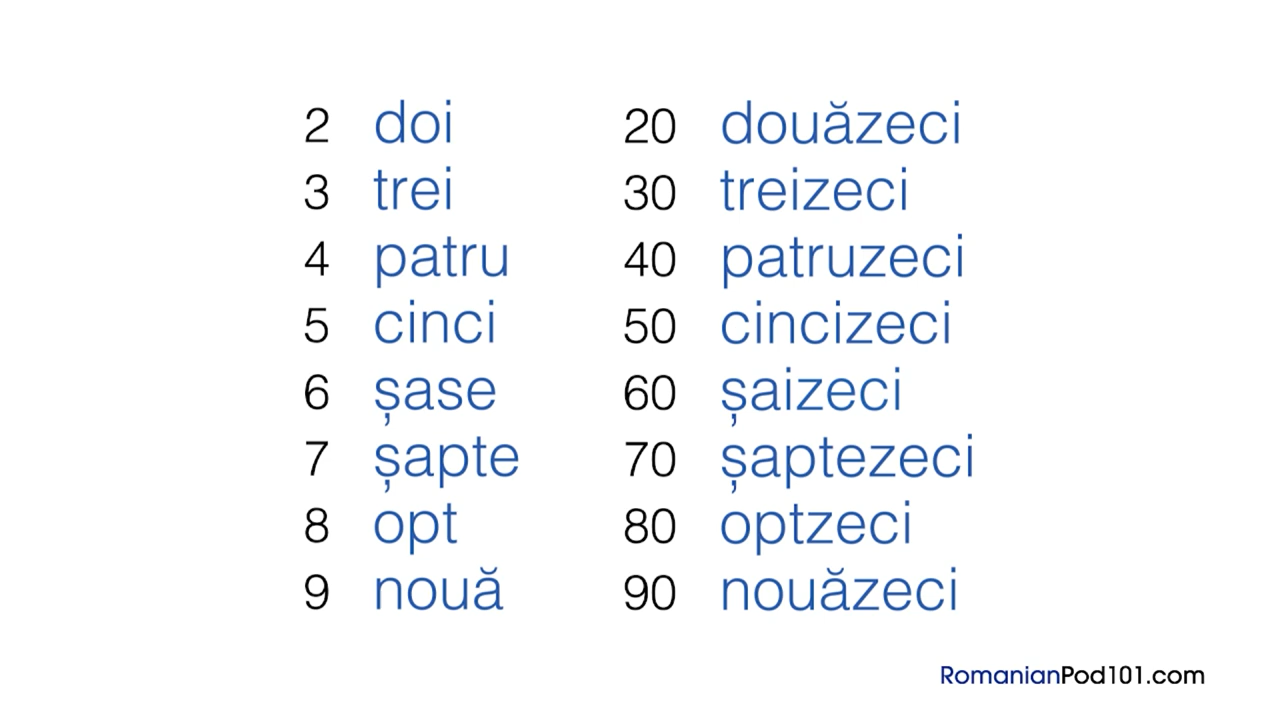 2 doi 20 douăzeci
3 trei 30 treizeci
4 patru 40 patruzeci
5 cinci 50 cincizeci
6 șase 60 șaizeci
7 șapte 70 șaptezeci
8 opt 80 optzeci
9 nouă 90 nouăzeci
RomanianPod101.com